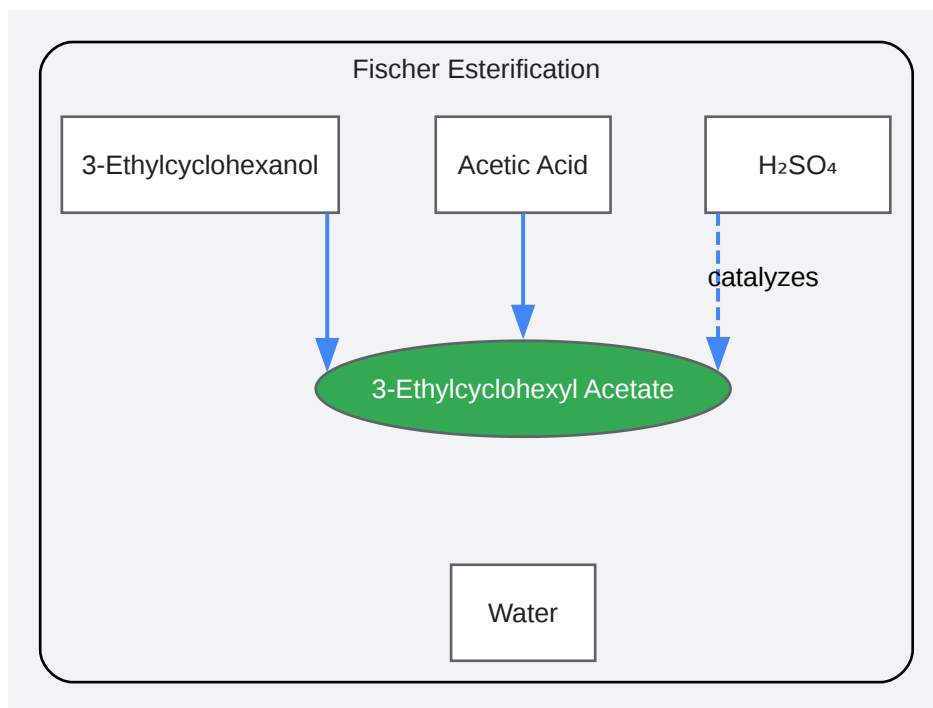 Fischer Esterification
3-Ethylcyclohexanol
Acetic Acid
H₂SO₄
catalyzes
3-Ethylcyclohexyl Acetate
Water